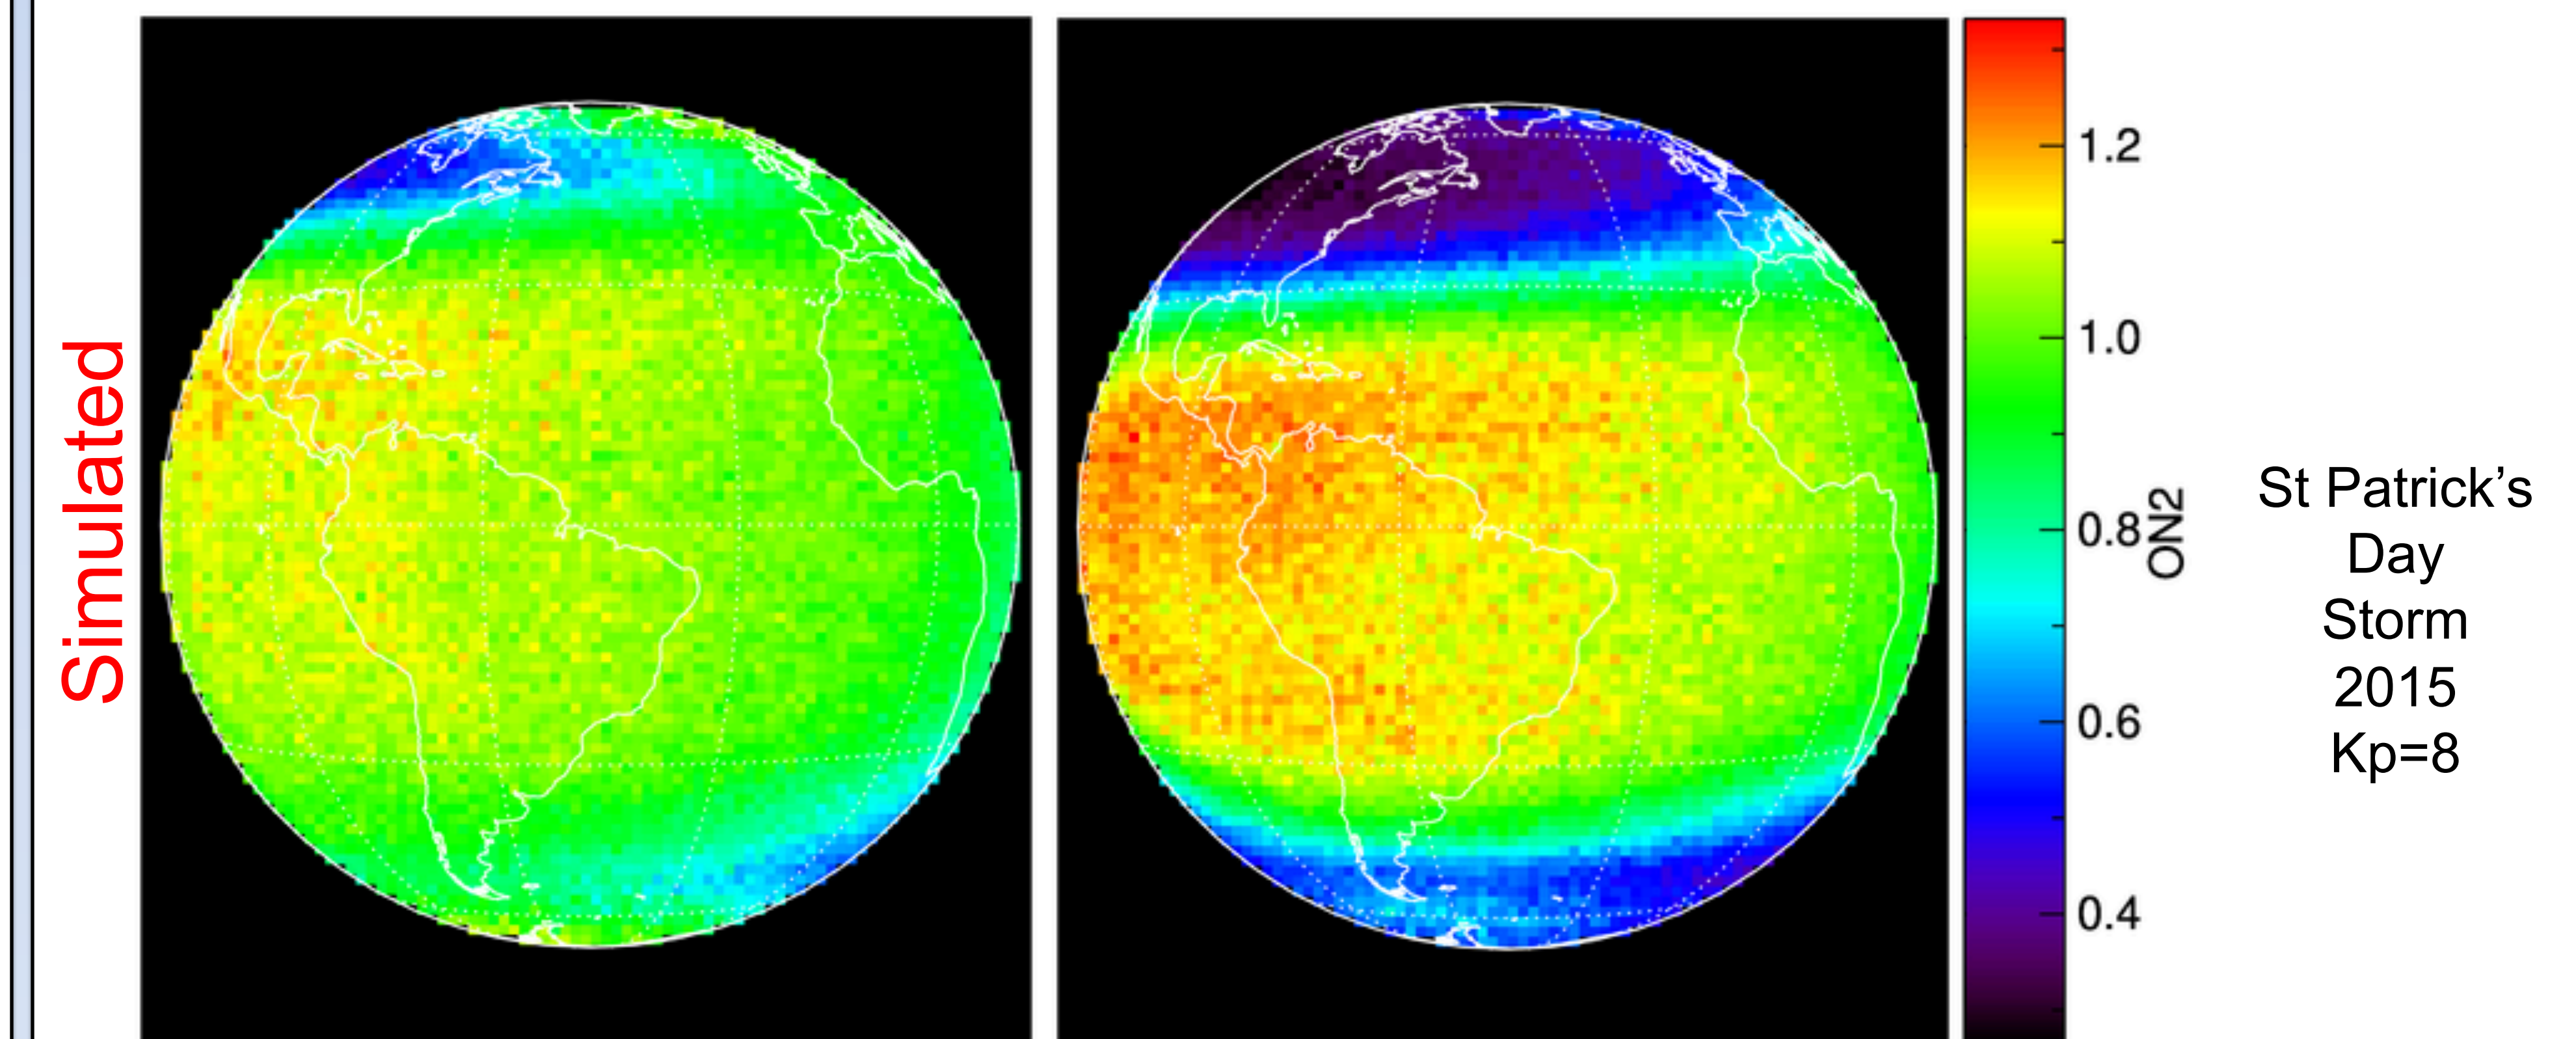 Simulated
1.2
1.0
0.8
0.6
0.4
ON2
St Patrick’s
Day
Storm
2015
Kp=8